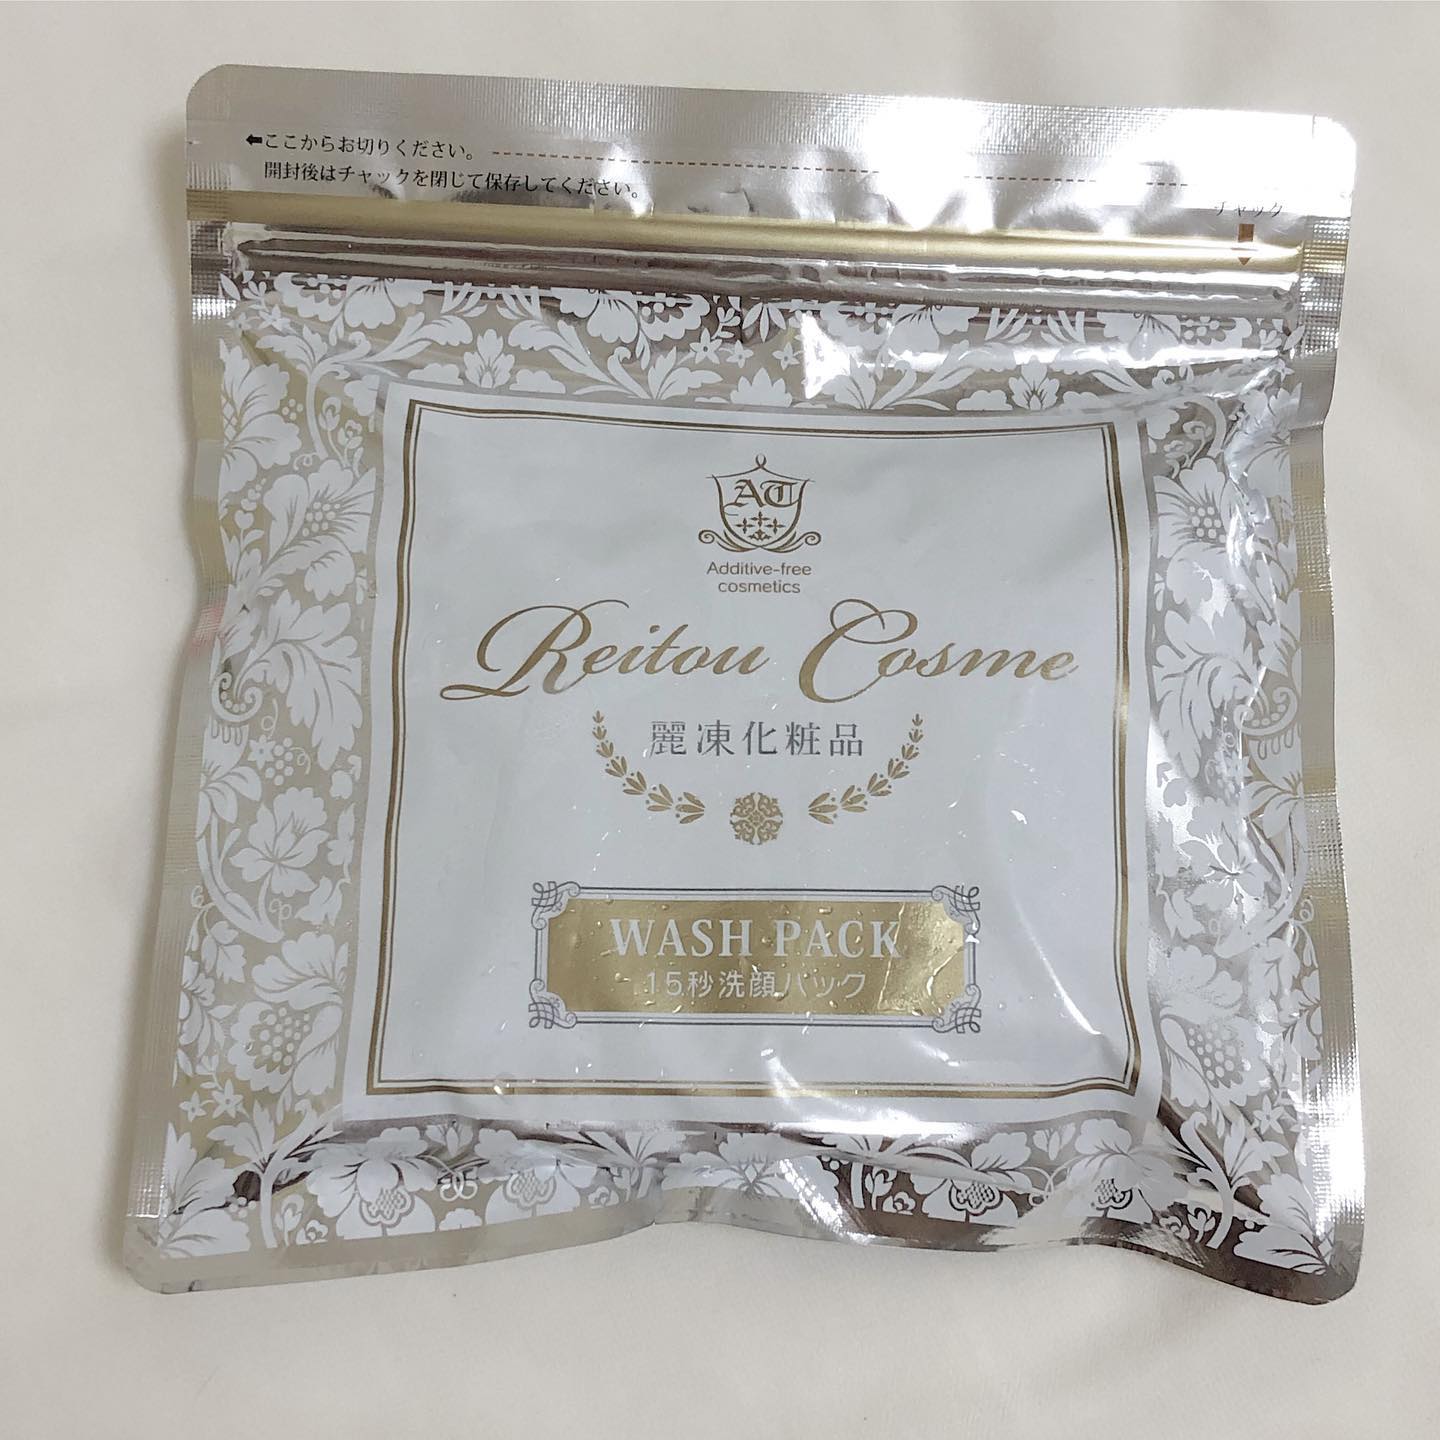 ⬅ここからお切りください。
開封後はチャックを閉じて保存してください。
チャック
AT
Additive-free
cosmetics
Reitou Cosme
麗凍化粧品
WASH PACK
15秒洗顔パック